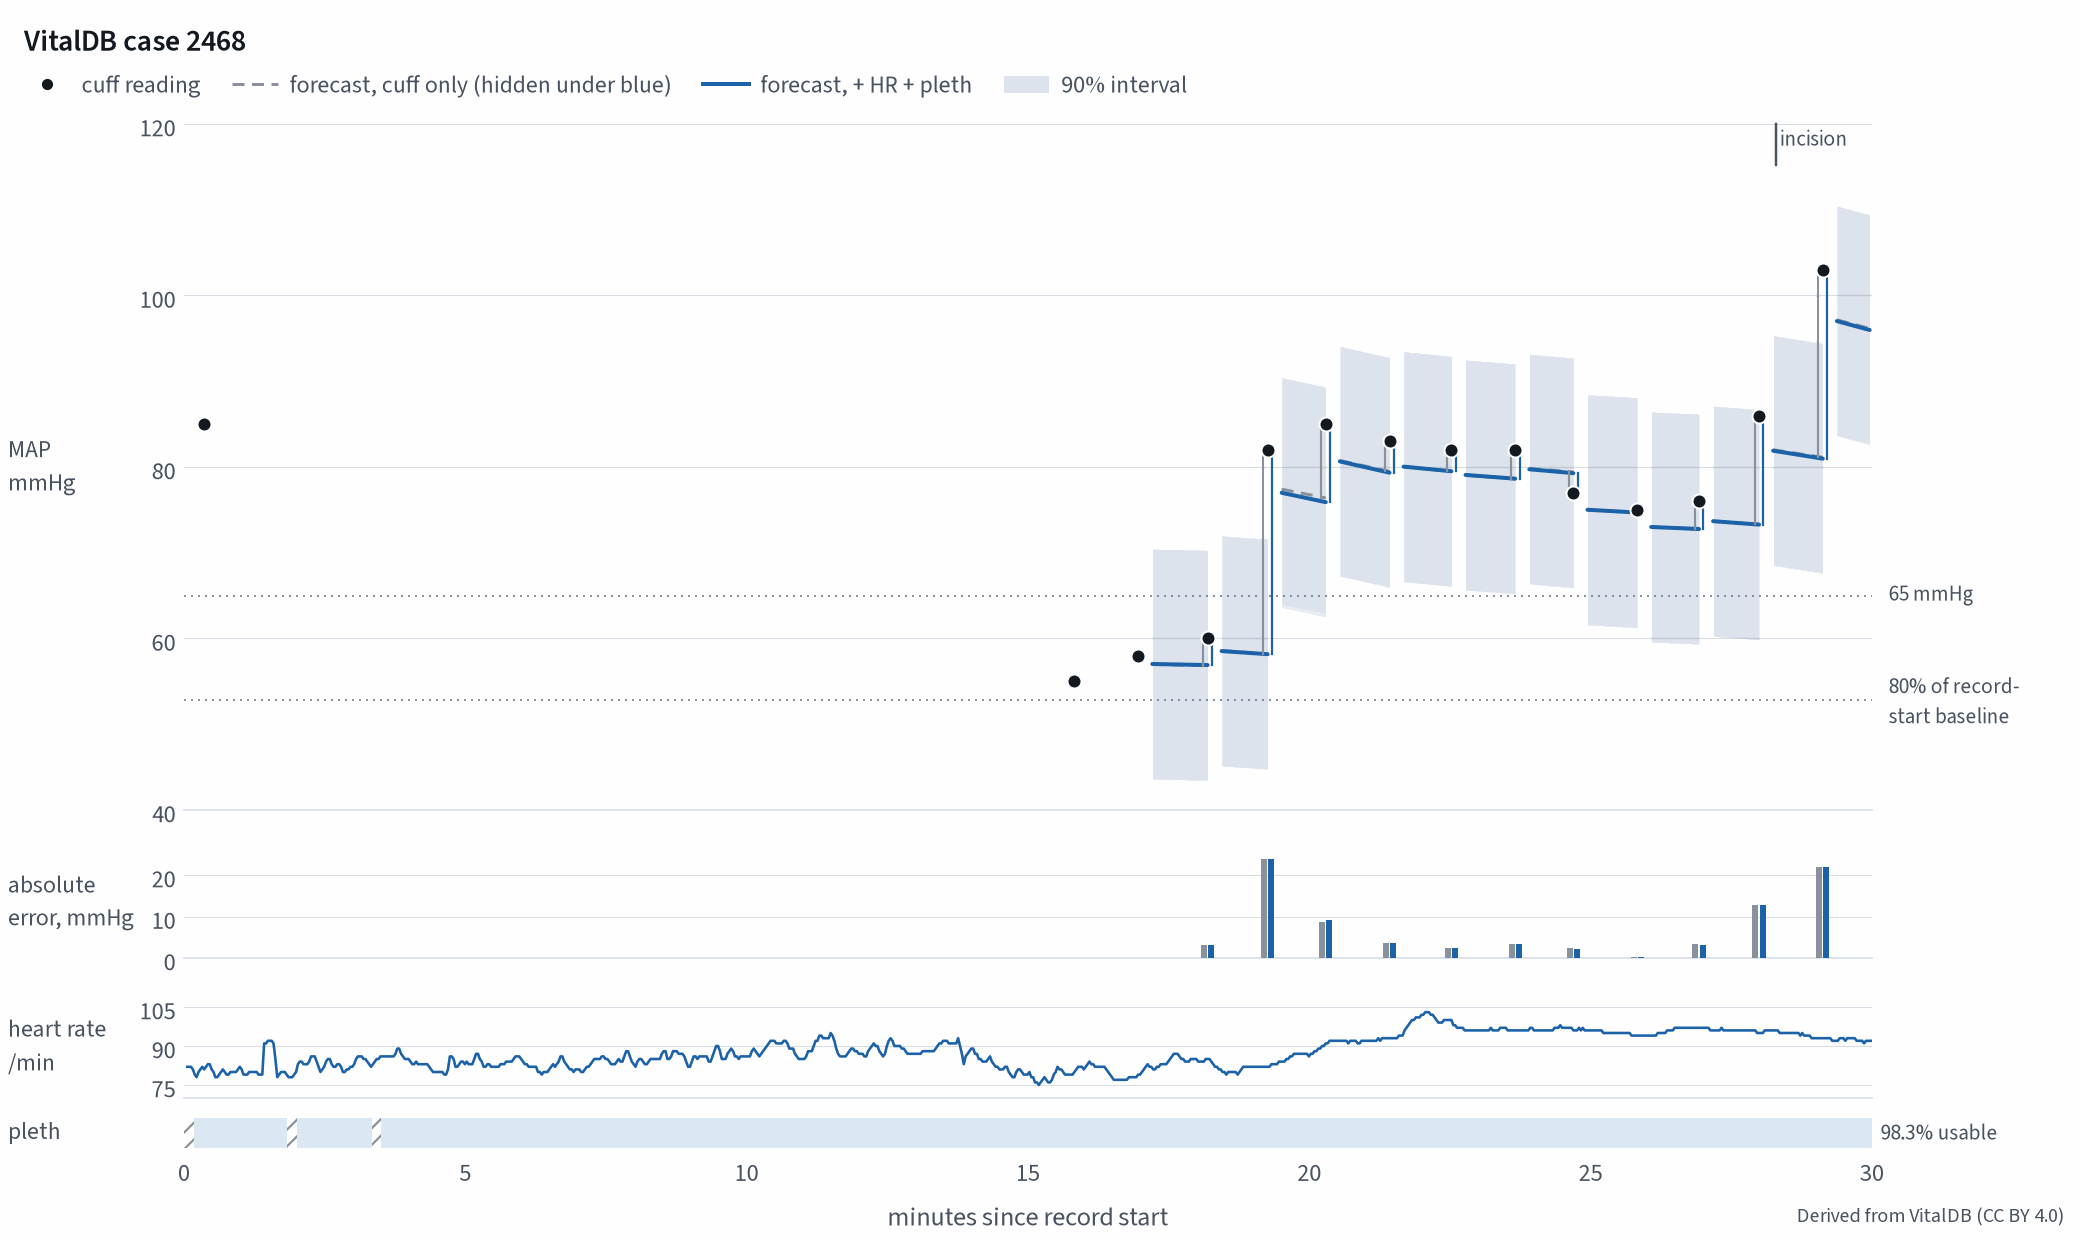 VitalDB case 2468
cuff reading
forecast, cuff only (hidden under blue)
forecast, + HR + pleth
90% interval
120
incision
100
MAP
mmHg
80
65 mmHg
60
80% of record-
start baseline
40
absolute
error, mmHg
20
10
0
105
heart rate
/min
90
75
pleth
98.3% usable
0
5
10
15
20
25
30
minutes since record start
Derived from VitalDB (CC BY 4.0)